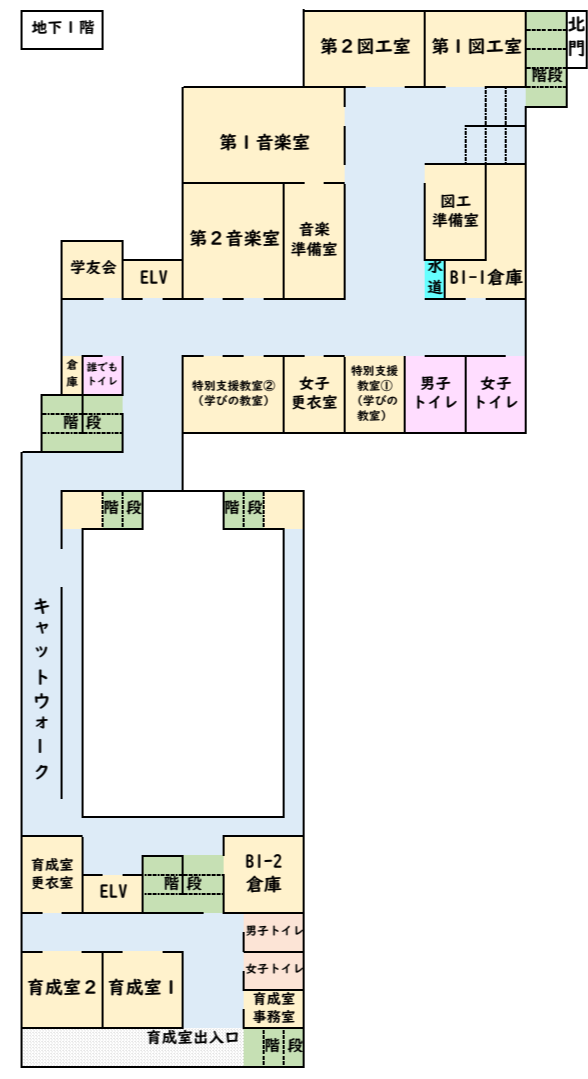 地下1階
北
門
第2図工室
第1図工室
階段
第1音楽室
図工
準備室
第2音楽室
音楽
準備室
学友会
ELV
水
道
B1-1倉庫
倉
庫
誰でも
トイレ
特別支援教室②
（学びの教室）
女子
更衣室
特別支援
教室①
（学びの
教室）
男子
トイレ
女子
トイレ
階段
階段
階段
キャットウォーク
育成室
更衣室
ELV
階段
B1-2
倉庫
男子トイレ
女子トイレ
育成室2
育成室1
育成室
事務室
育成室出入口
階段